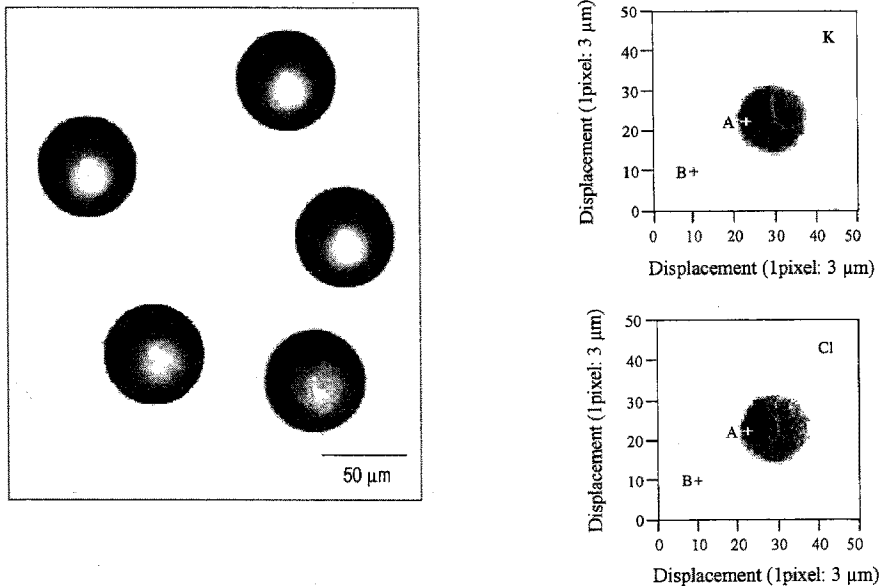 50 μm
Displacement (1pixel: 3 μm)
50
40
30
20
10
0
K
A
B
0 10 20 30 40 50
Displacement (1pixel: 3 μm)
Displacement (1pixel: 3 μm)
50
40
30
20
10
0
Cl
A
B
0 10 20 30 40 50
Displacement (1pixel: 3 μm)